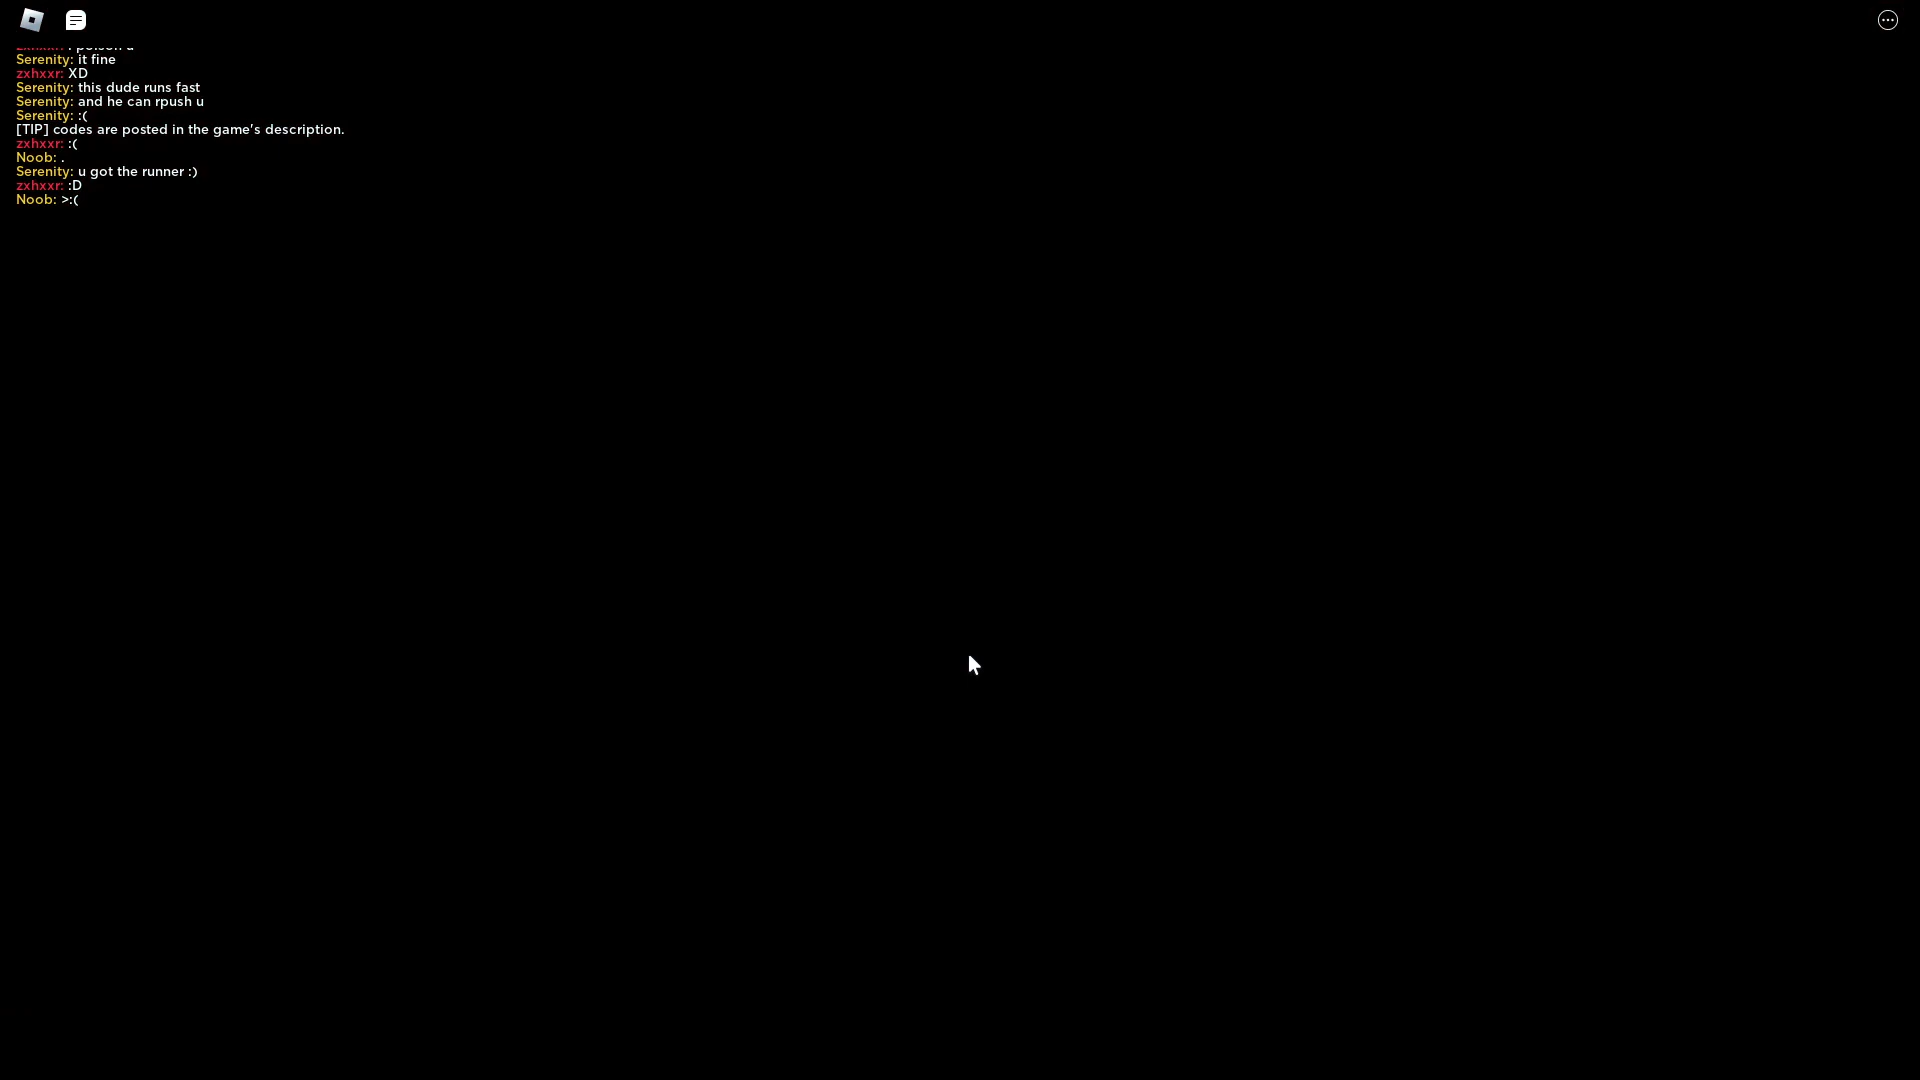 Serenity: it fine
zxhxxr: XD
Serenity: this dude runs fast
Serenity: and he can rpush u
Serenity: :(
[TIP] codes are posted in the game's description.
zxhxxr: :(
Noob: .
Serenity: u got the runner :)
zxhxxr: :D
Noob: >:(